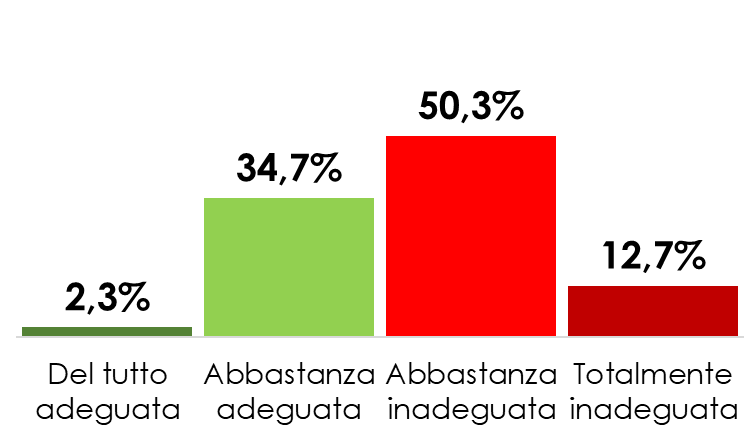 50,3%
34,7%
12,7%
2,3%
Del tutto adeguata
Abbastanza adeguata
Abbastanza inadeguata
Totalmente inadeguata